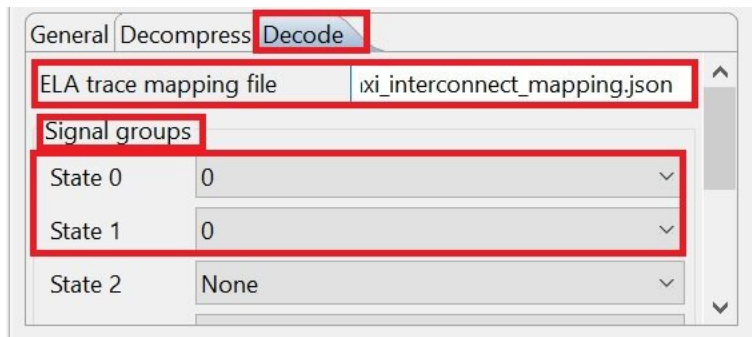 General Decompress Decode
ELA trace mapping file xi_interconnect_mapping.json
Signal groups
State 0 0
State 1 0
State 2 None